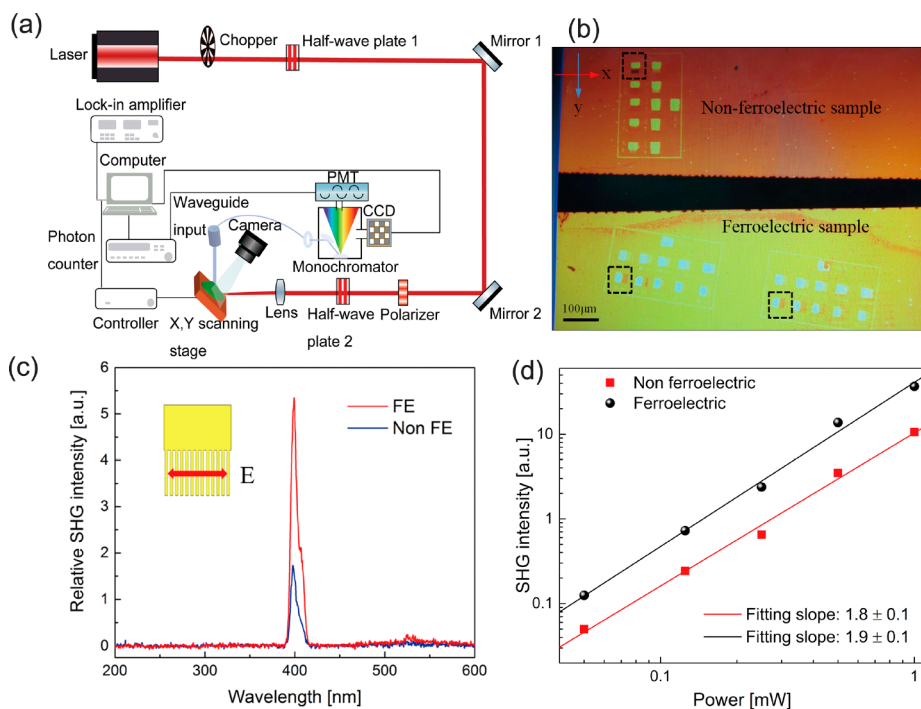 (a)
Laser
Chopper
Half-wave plate 1
Mirror 1
Lock-in amplifier
Computer
Waveguide
input
PMT
CCD
Camera
Photon
counter
Monochromator
Controller
X,Y scanning
stage
Lens
Half-wave
plate 2
Polarizer
Mirror 2
(b)
x
y
Non-ferroelectric sample
Ferroelectric sample
100μm
(c)
Relative SHG intensity [a.u.]
6
5
4
3
2
1
0
E
FE
Non FE
200 300 400 500 600
Wavelength [nm]
(d)
SHG intensity [a.u.]
10
1
0.1
Non ferroelectric
Ferroelectric
Fitting slope: 1.8 ± 0.1
Fitting slope: 1.9 ± 0.1
0.1 1
Power [mW]